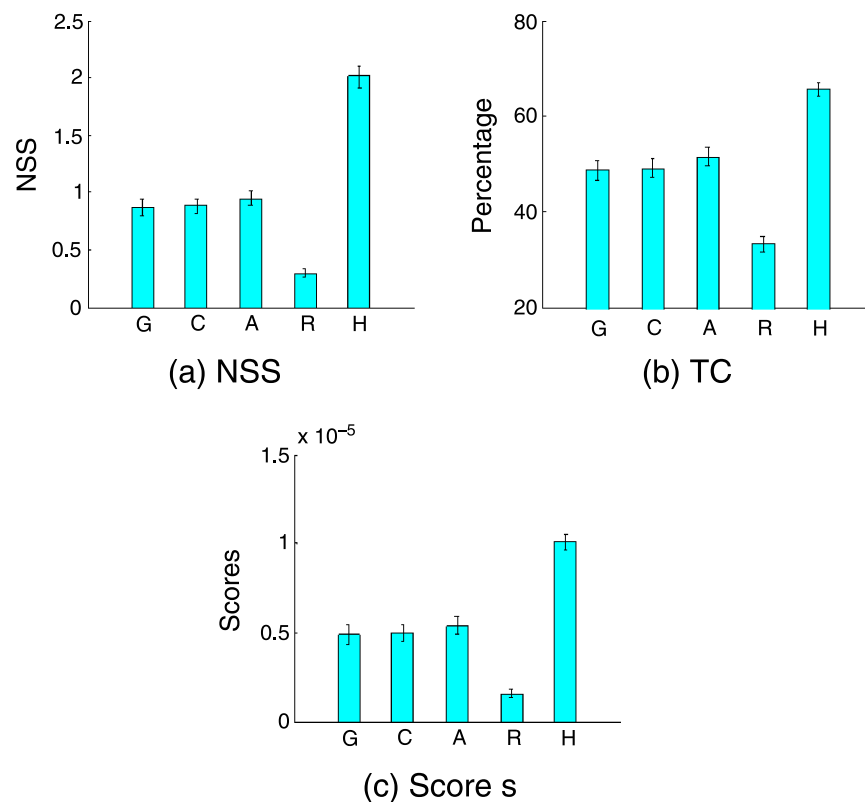 2.5
2
1.5
1
0.5
0
NSS
G C A R H
(a) NSS
80
60
40
20
Percentage
G C A R H
(b) TC
x 10⁻⁵
1.5
1
0.5
0
Scores
G C A R H
(c) Score s